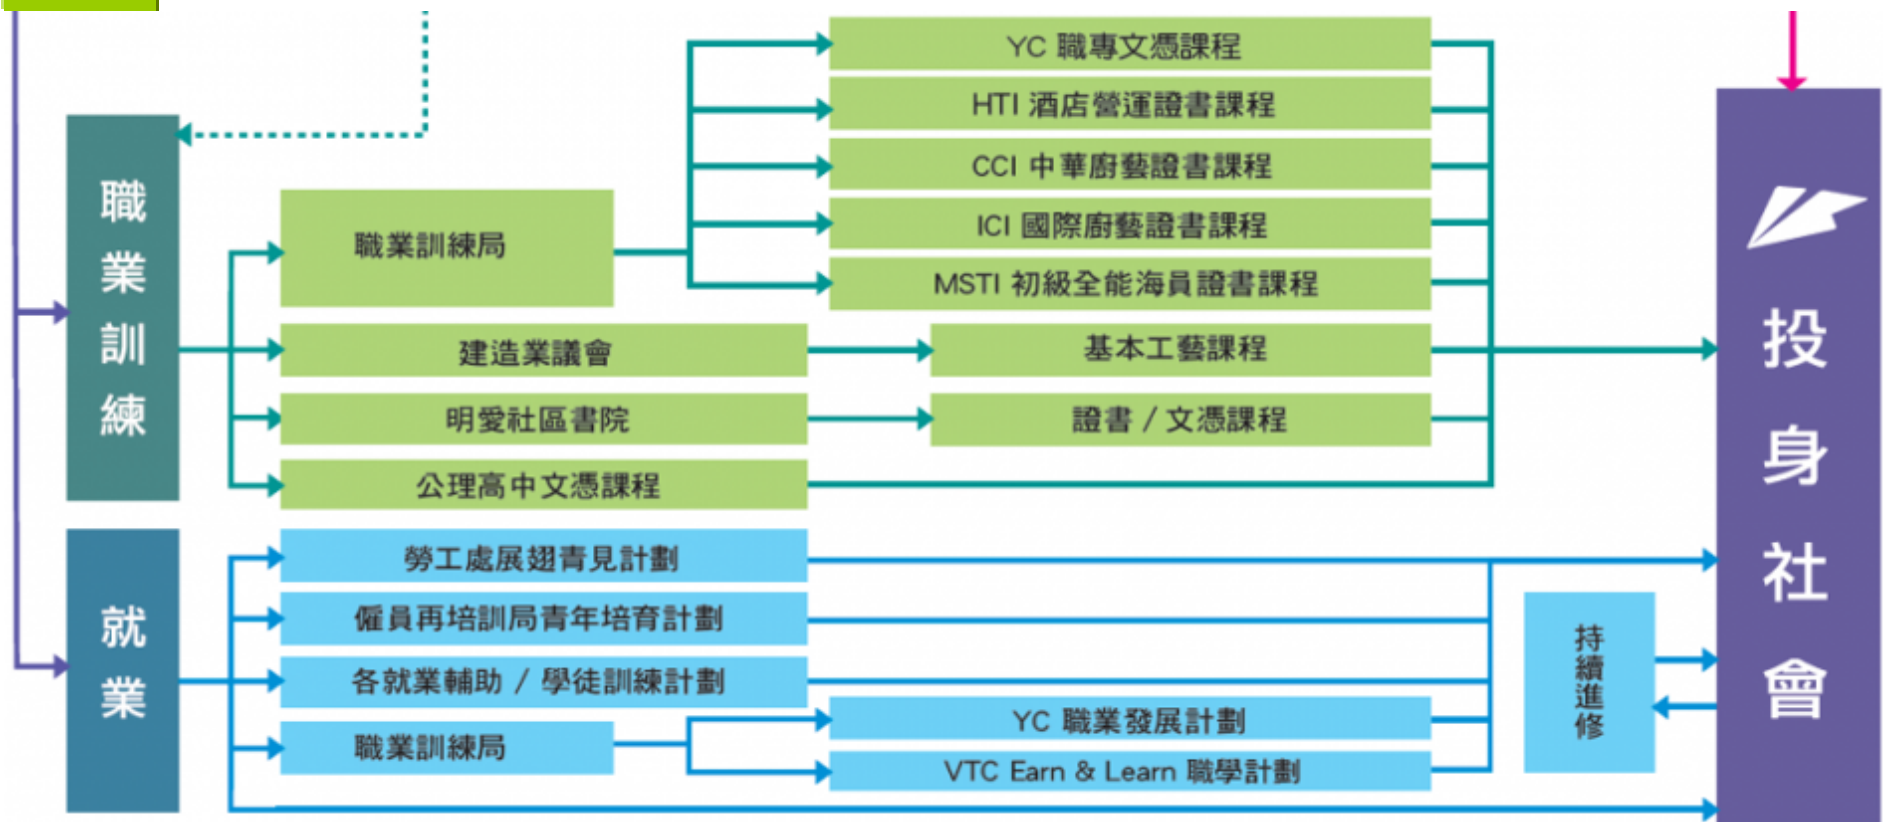 職業訓練
職業訓練局
YC 職專文憑課程
HTI 酒店營運證書課程
CCI 中華廚藝證書課程
ICI 國際廚藝證書課程
MSTI 初級全能海員證書課程
建造業議會
基本工藝課程
明愛社區書院
證書 / 文憑課程
公理高中文憑課程
就業
勞工處展翅青見計劃
僱員再培訓局青年培育計劃
各就業輔助 / 學徒訓練計劃
職業訓練局
YC 職業發展計劃
VTC Earn & Learn 職學計劃
持續進修
投身社會